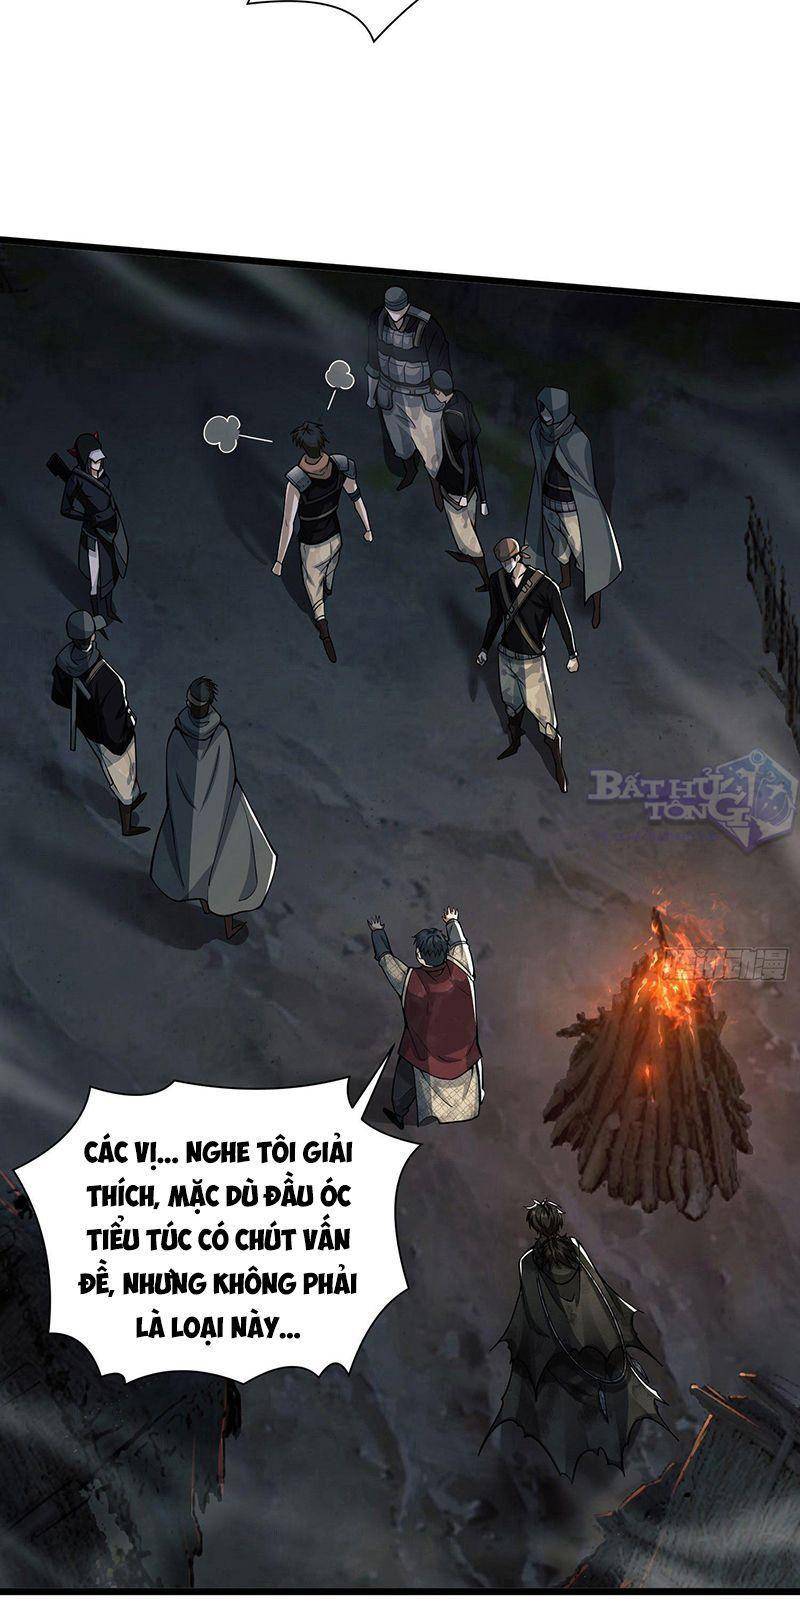 BẤT HỦ
TÔNG
CÁC VỊ... NGHE TÔI GIẢI
THÍCH, MẶC DÙ ĐẦU ÓC
TIỂU TÚC CÓ CHÚT VẤN
ĐỀ, NHƯNG KHÔNG PHẢI
LÀ LOẠI NÀY...